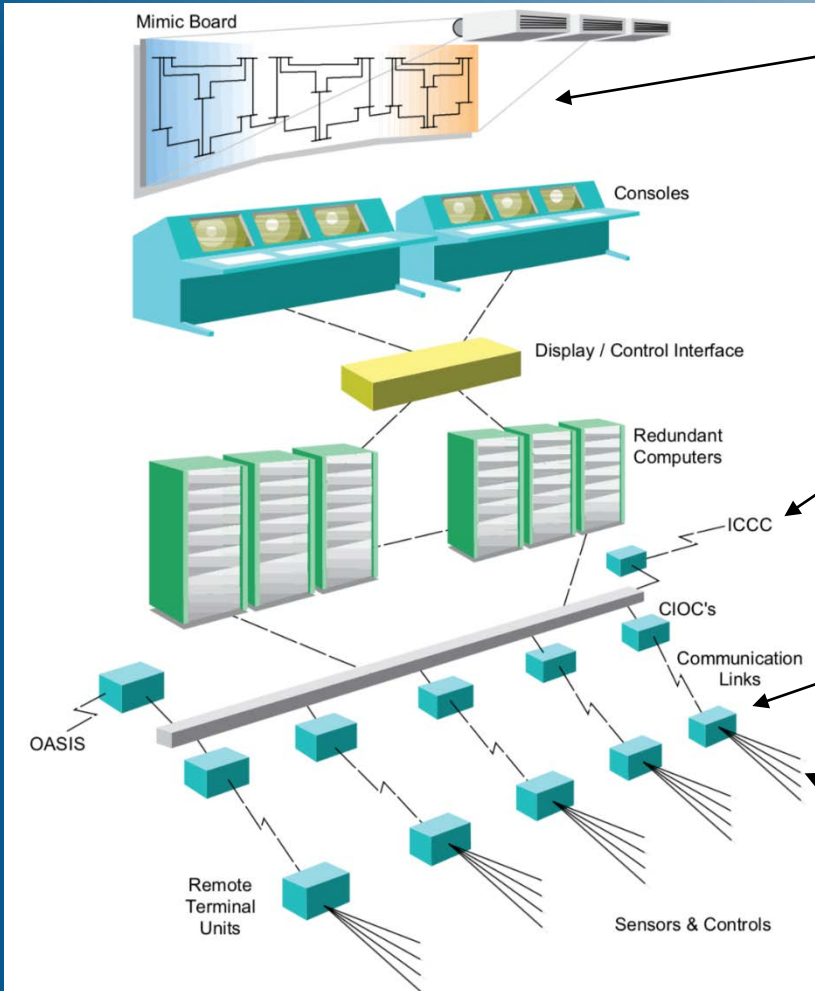 Mimic Board
Consoles
Display / Control Interface
Redundant
Computers
ICCC
CIOC's
Communication
Links
OASIS
Remote
Terminal
Units
Sensors & Controls